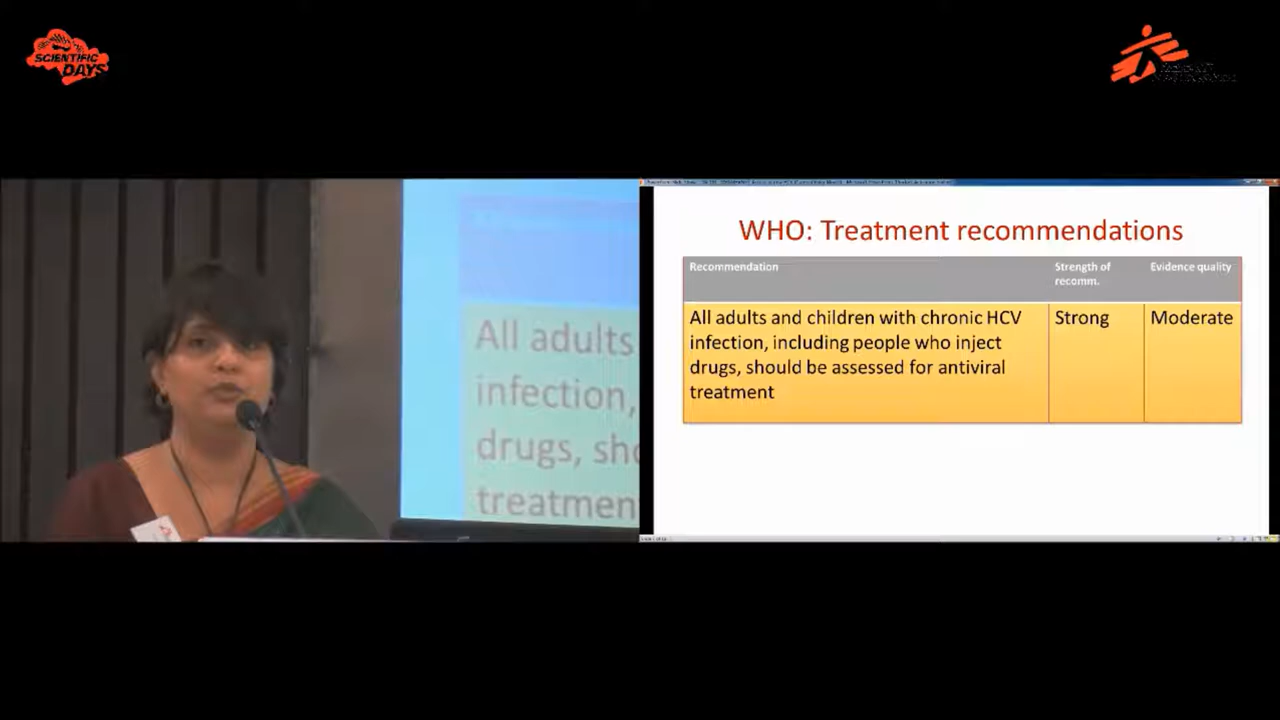 SCIENTIFIC
DAYS
All adults
infection,
drugs, sho
treatmen
WHO: Treatment recommendations
Recommendation
Strength of
recomm.
Evidence quality
All adults and children with chronic HCV
infection, including people who inject
drugs, should be assessed for antiviral
treatment
Strong
Moderate